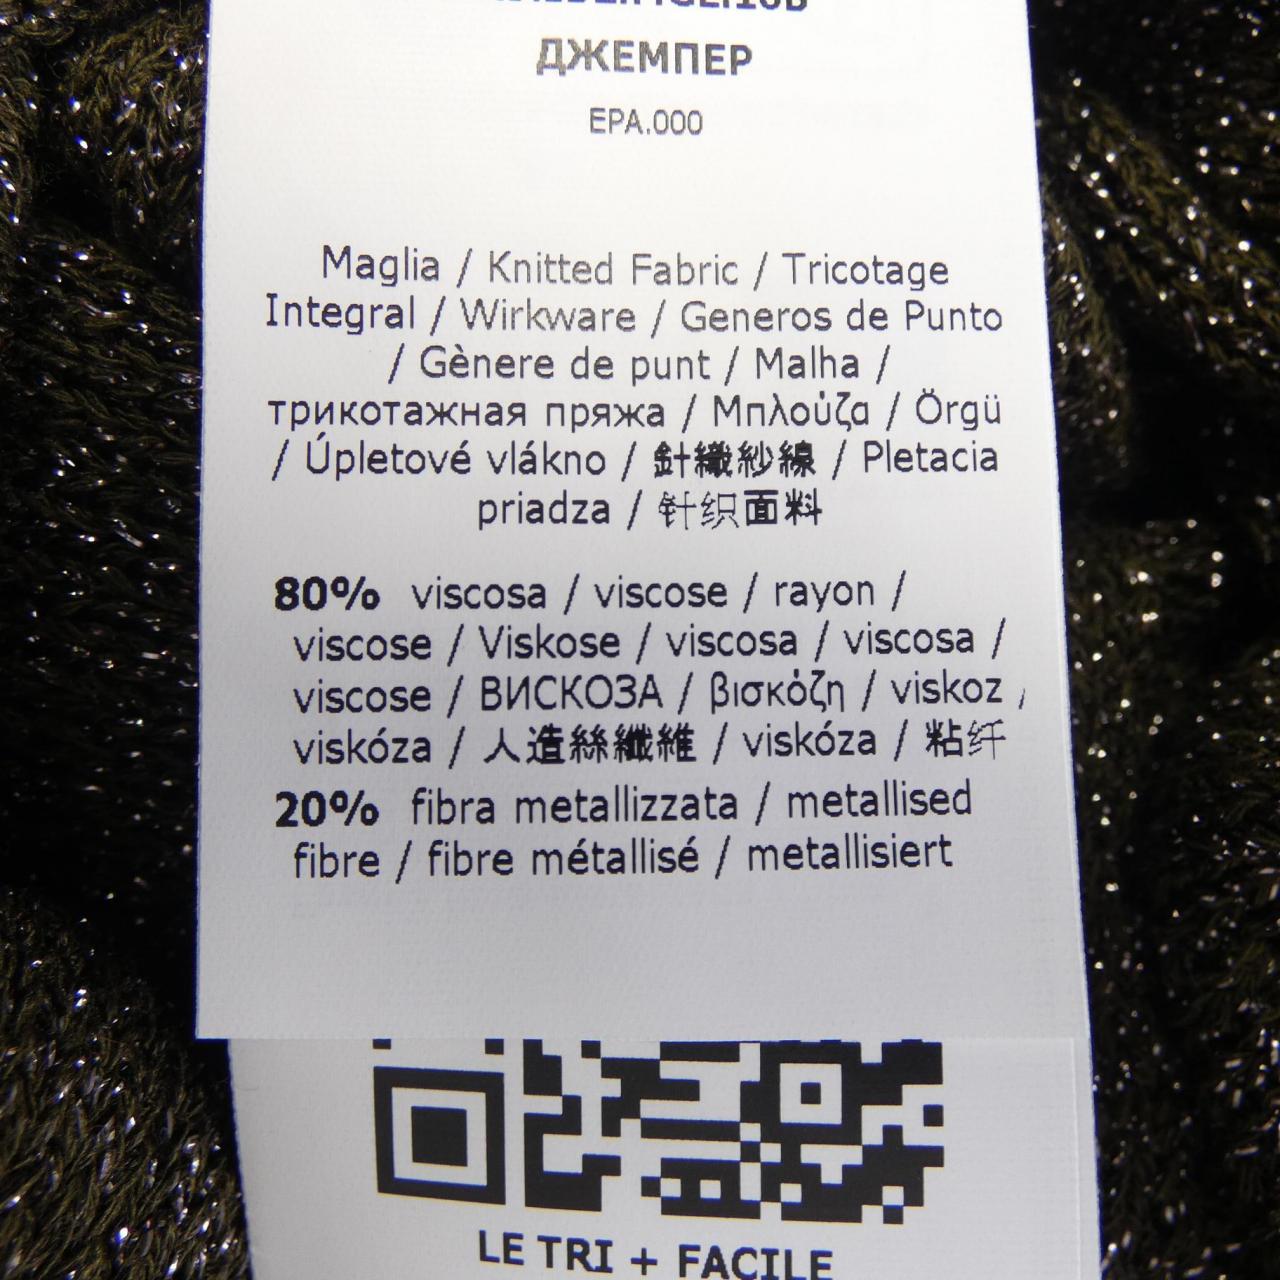 ДЖЕМПЕР
EPA.000
Maglia / Knitted Fabric / Tricotage
Integral / Wirkware / Generos de Punto
/ Gènere de punt / Malha /
трикотажная пряжа / Μπλούζα / Örgü
/ Úpletové vlákno / 針織紗線 / Pletacia
priadza / 针织面料
80% viscosa / viscose / rayon /
viscose / Viskose / viscosa / viscosa /
viscose / ВИСКОЗА / βισκόζη / viskoz /
viskóza / 人造絲纖維 / viskóza / 粘纤
20% fibra metallizzata / metallised
fibre / fibre métallisé / metallisiert
LE TRI + FACILE